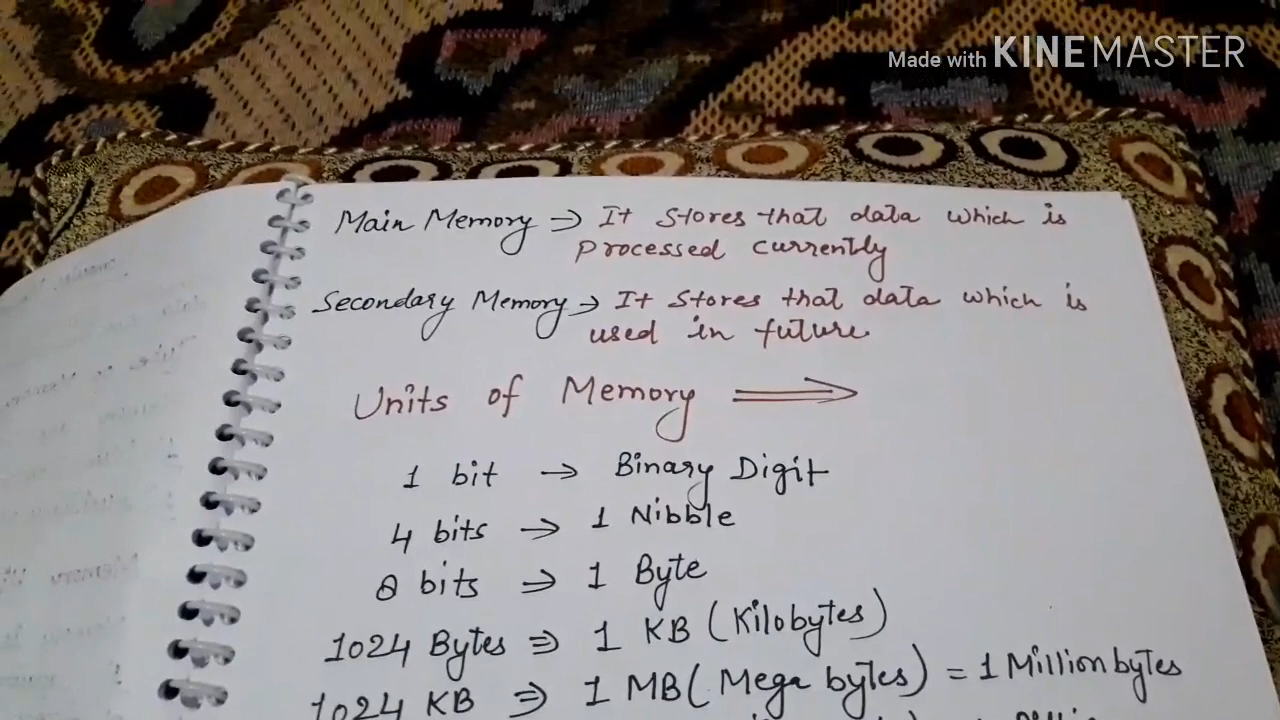 Made with KINEMASTER
Main Memory ⇒ It stores that data which is
processed currently
Secondary Memory → It stores that data which is
used in future
Units of Memory ⟹
1 bit → Binary Digit
4 bits → 1 Nibble
8 bits ⇒ 1 Byte
1024 Bytes ⇒ 1 KB (Kilobytes)
1024 KB ⇒ 1 MB (Mega bytes) = 1 Million bytes